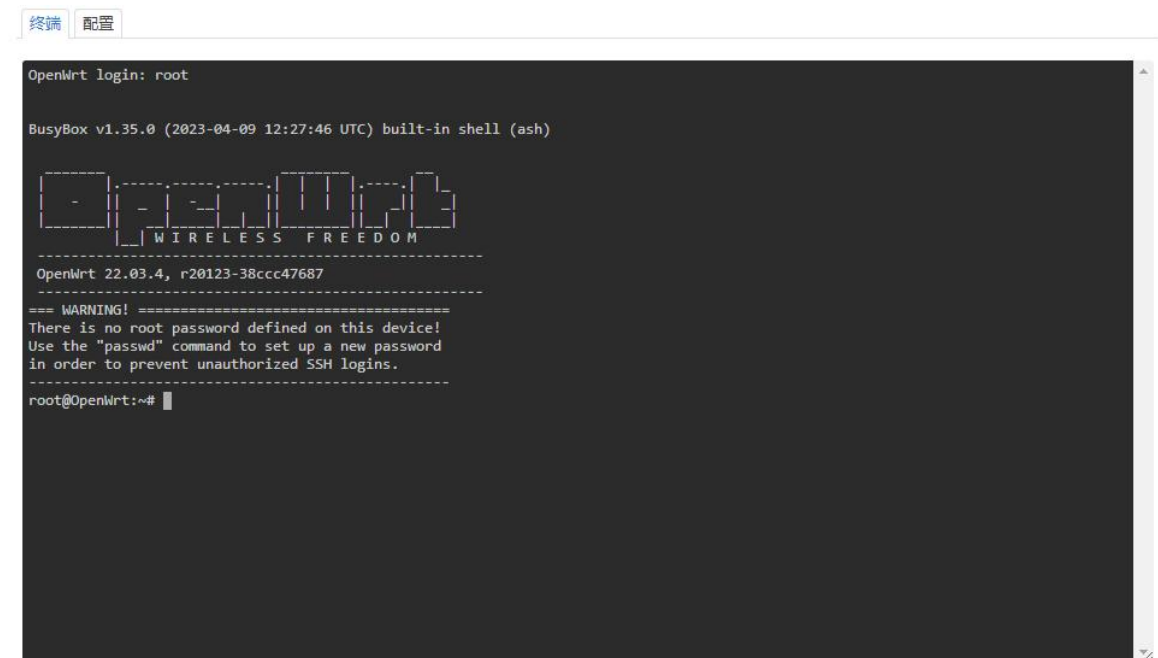 终端 配置
OpenWrt login: root
BusyBox v1.35.0 (2023-04-09 12:27:46 UTC) built-in shell (ash)
OpenWrt
W I R E L E S S   F R E E D O M
-----------------------------------------------------
OpenWrt 22.03.4, r20123-38ccc47687
-----------------------------------------------------
=== WARNING! =====================================
There is no root password defined on this device!
Use the "passwd" command to set up a new password
in order to prevent unauthorized SSH logins.
--------------------------------------------------
root@OpenWrt:~#